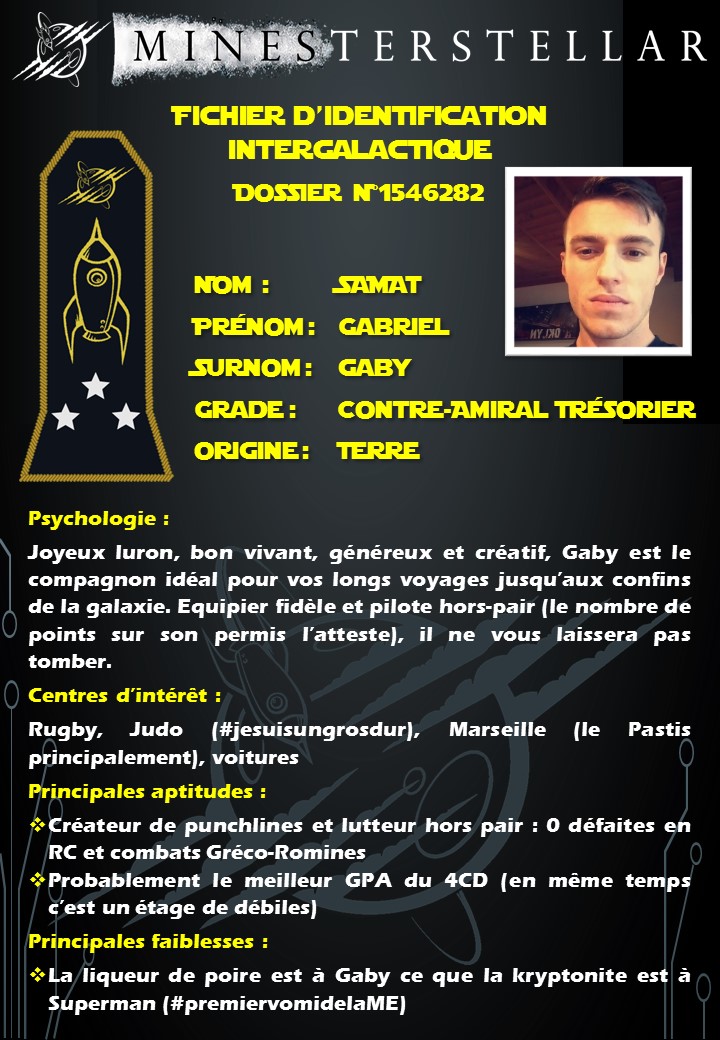 MINESTERSTELLAR
FICHIER D'IDENTIFICATION
INTERGALACTIQUE
DOSSIER N°1546282
NOM : SAMAT
PRÉNOM : GABRIEL
SURNOM : GABY
GRADE : CONTRE-AMIRAL TRÉSORIER
ORIGINE : TERRE
Psychologie :
Joyeux luron, bon vivant, généreux et créatif, Gaby est le
compagnon idéal pour vos longs voyages jusqu'aux confins
de la galaxie. Equipier fidèle et pilote hors-pair (le nombre de
points sur son permis l'atteste), il ne vous laissera pas
tomber.
Centres d'intérêt :
Rugby, Judo (#jesuisungrosdur), Marseille (le Pastis
principalement), voitures
Principales aptitudes :
❖Créateur de punchlines et lutteur hors pair : 0 défaites en
RC et combats Gréco-Romines
❖Probablement le meilleur GPA du 4CD (en même temps
c'est un étage de débiles)
Principales faiblesses :
❖La liqueur de poire est à Gaby ce que la kryptonite est à
Superman (#premiervomidelaME)